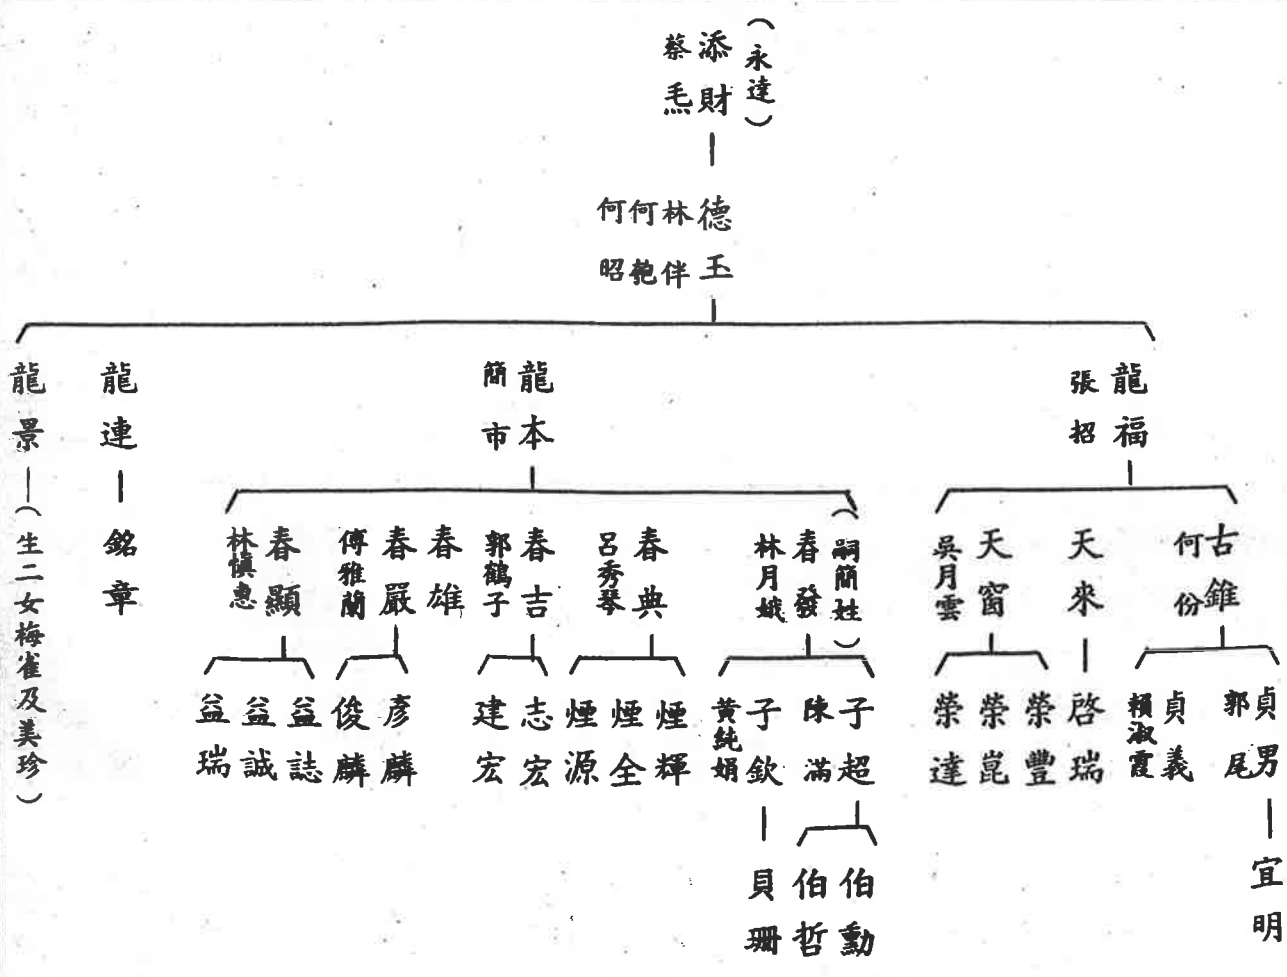 (永達)
添財
蔡𤆬
德玉
林伴
何匏
何昭
龍福
張招
龍本
簡市
龍連
龍景
古錐
何份
天來
天窗
吳月雲
(嗣簡姓)
春發
林月娥
春典
呂秀琴
春吉
郭鶴子
春雄
春嚴
傅雅蘭
春顯
林愼惠
銘章
(生二女梅雀及美珍)
貞男
郭尾
貞義
賴淑霞
啓瑞
榮豐
榮崑
榮達
子超
陳滿
子欽
黃純娟
煙輝
煙全
煙源
志宏
建宏
彥麟
俊麟
益誌
益誠
益瑞
宜明
伯勳
伯哲
貝珊